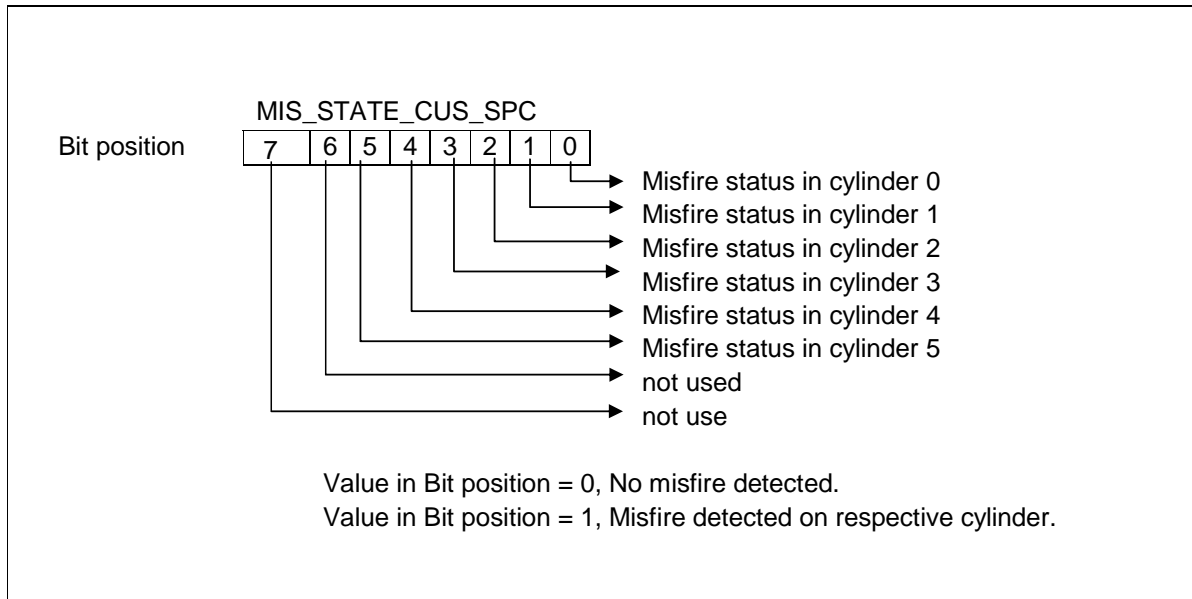 MIS_STATE_CUS_SPC
Bit position 7 6 5 4 3 2 1 0
Misfire status in cylinder 0
Misfire status in cylinder 1
Misfire status in cylinder 2
Misfire status in cylinder 3
Misfire status in cylinder 4
Misfire status in cylinder 5
not used
not use
Value in Bit position = 0, No misfire detected.
Value in Bit position = 1, Misfire detected on respective cylinder.